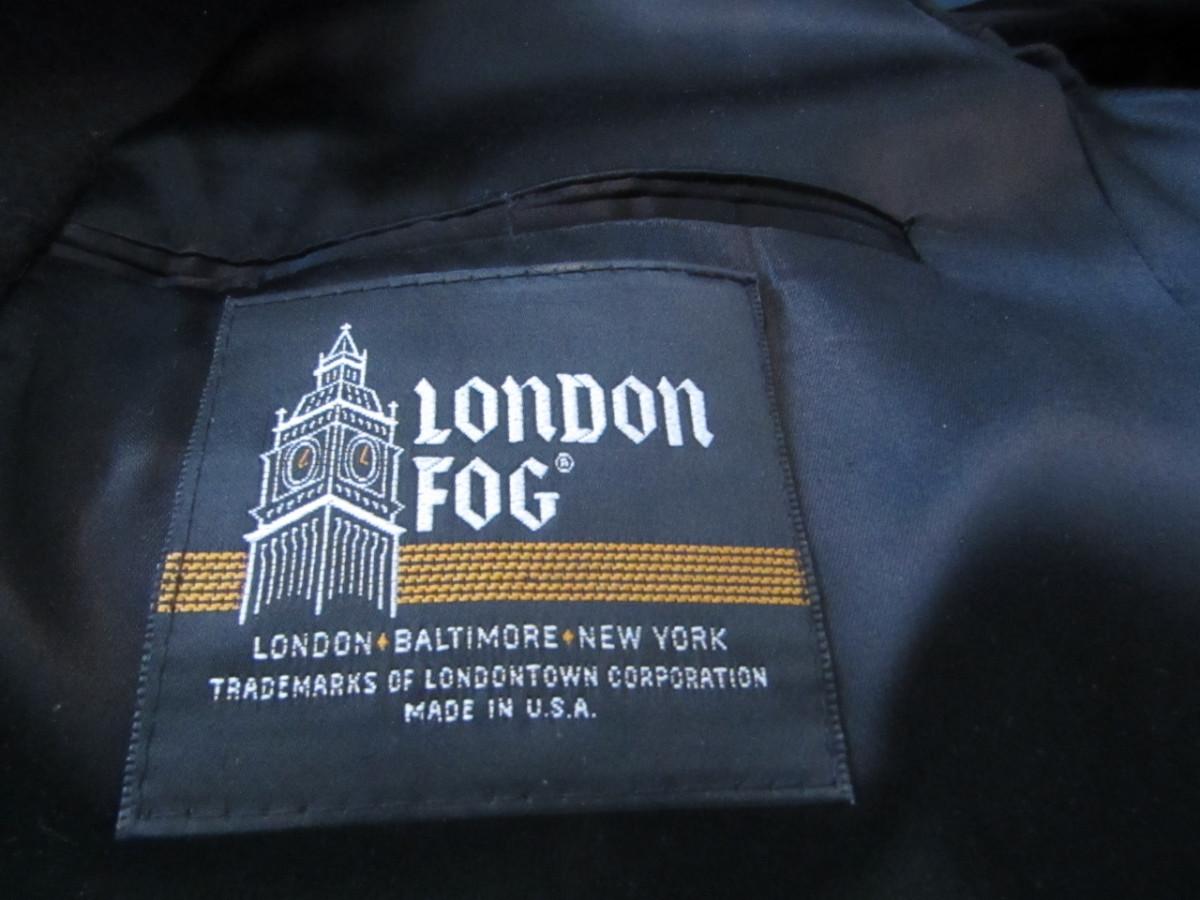 LONDON
FOG®
LONDON♦BALTIMORE♦NEW YORK
TRADEMARKS OF LONDONTOWN CORPORATION
MADE IN U.S.A.